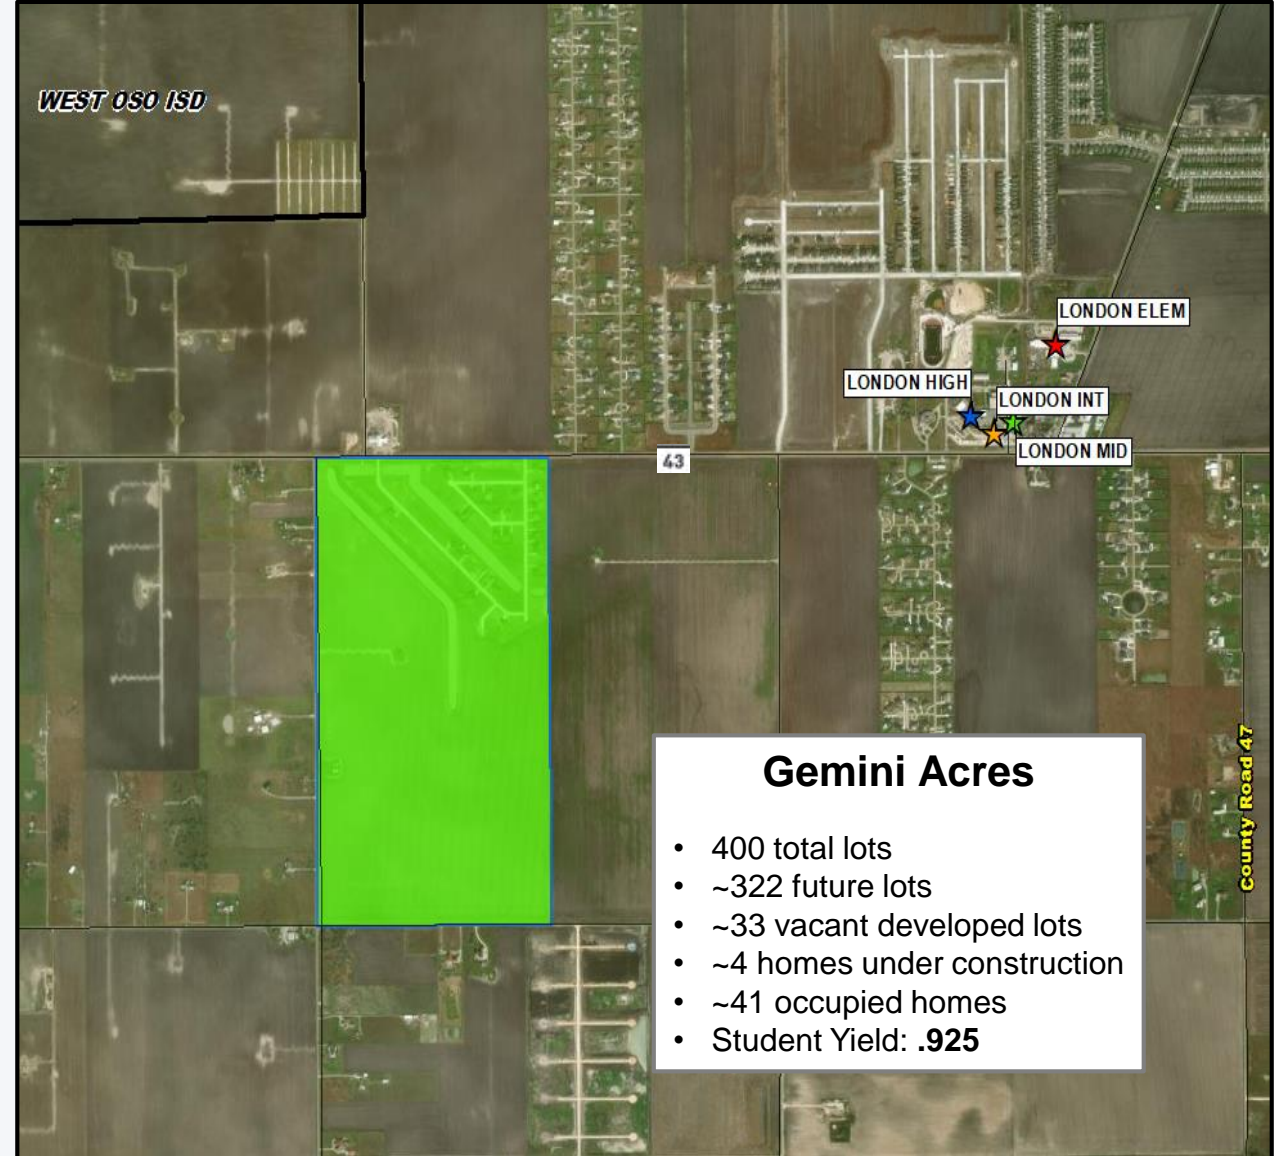 WEST OSO ISD
LONDON ELEM
LONDON HIGH
LONDON INT
LONDON MID
43
County Road 47
Gemini Acres
• 400 total lots
• ~322 future lots
• ~33 vacant developed lots
• ~4 homes under construction
• ~41 occupied homes
• Student Yield: .925